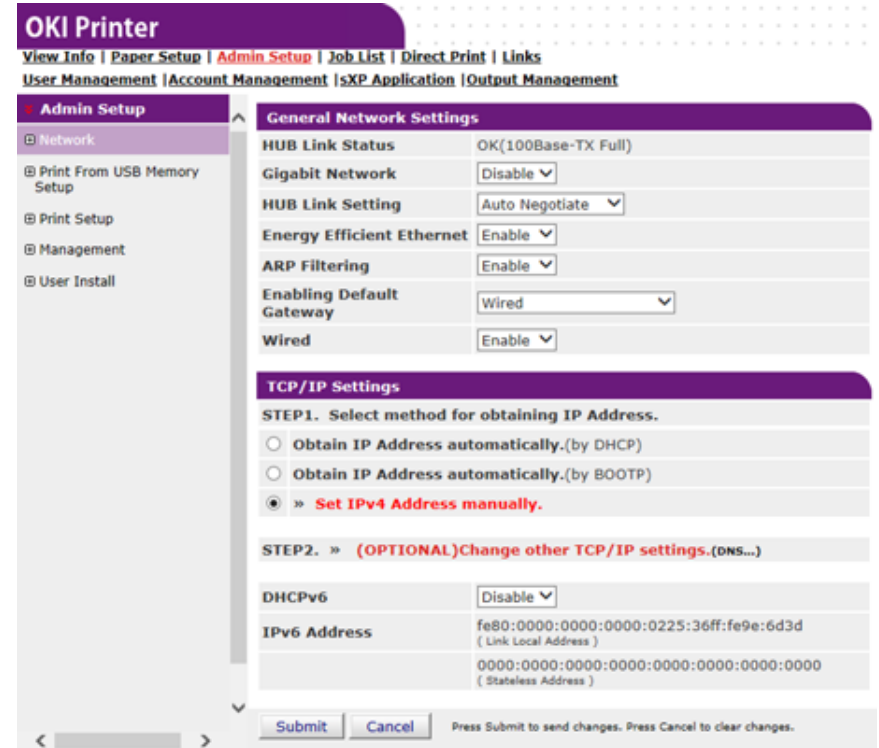 OKI Printer
View Info | Paper Setup | Admin Setup | Job List | Direct Print | Links
User Management |Account Management |sXP Application |Output Management
Admin Setup
Network
Print From USB Memory
Setup
Print Setup
Management
User Install
General Network Settings
HUB Link Status OK(100Base-TX Full)
Gigabit Network Disable
HUB Link Setting Auto Negotiate
Energy Efficient Ethernet Enable
ARP Filtering Enable
Enabling Default
Gateway Wired
Wired Enable
TCP/IP Settings
STEP1. Select method for obtaining IP Address.
Obtain IP Address automatically.(by DHCP)
Obtain IP Address automatically.(by BOOTP)
» Set IPv4 Address manually.
STEP2. » (OPTIONAL)Change other TCP/IP settings.(DNS...)
DHCPv6 Disable
IPv6 Address fe80:0000:0000:0000:0225:36ff:fe9e:6d3d
( Link Local Address )
0000:0000:0000:0000:0000:0000:0000:0000
( Stateless Address )
Submit Cancel Press Submit to send changes. Press Cancel to clear changes.